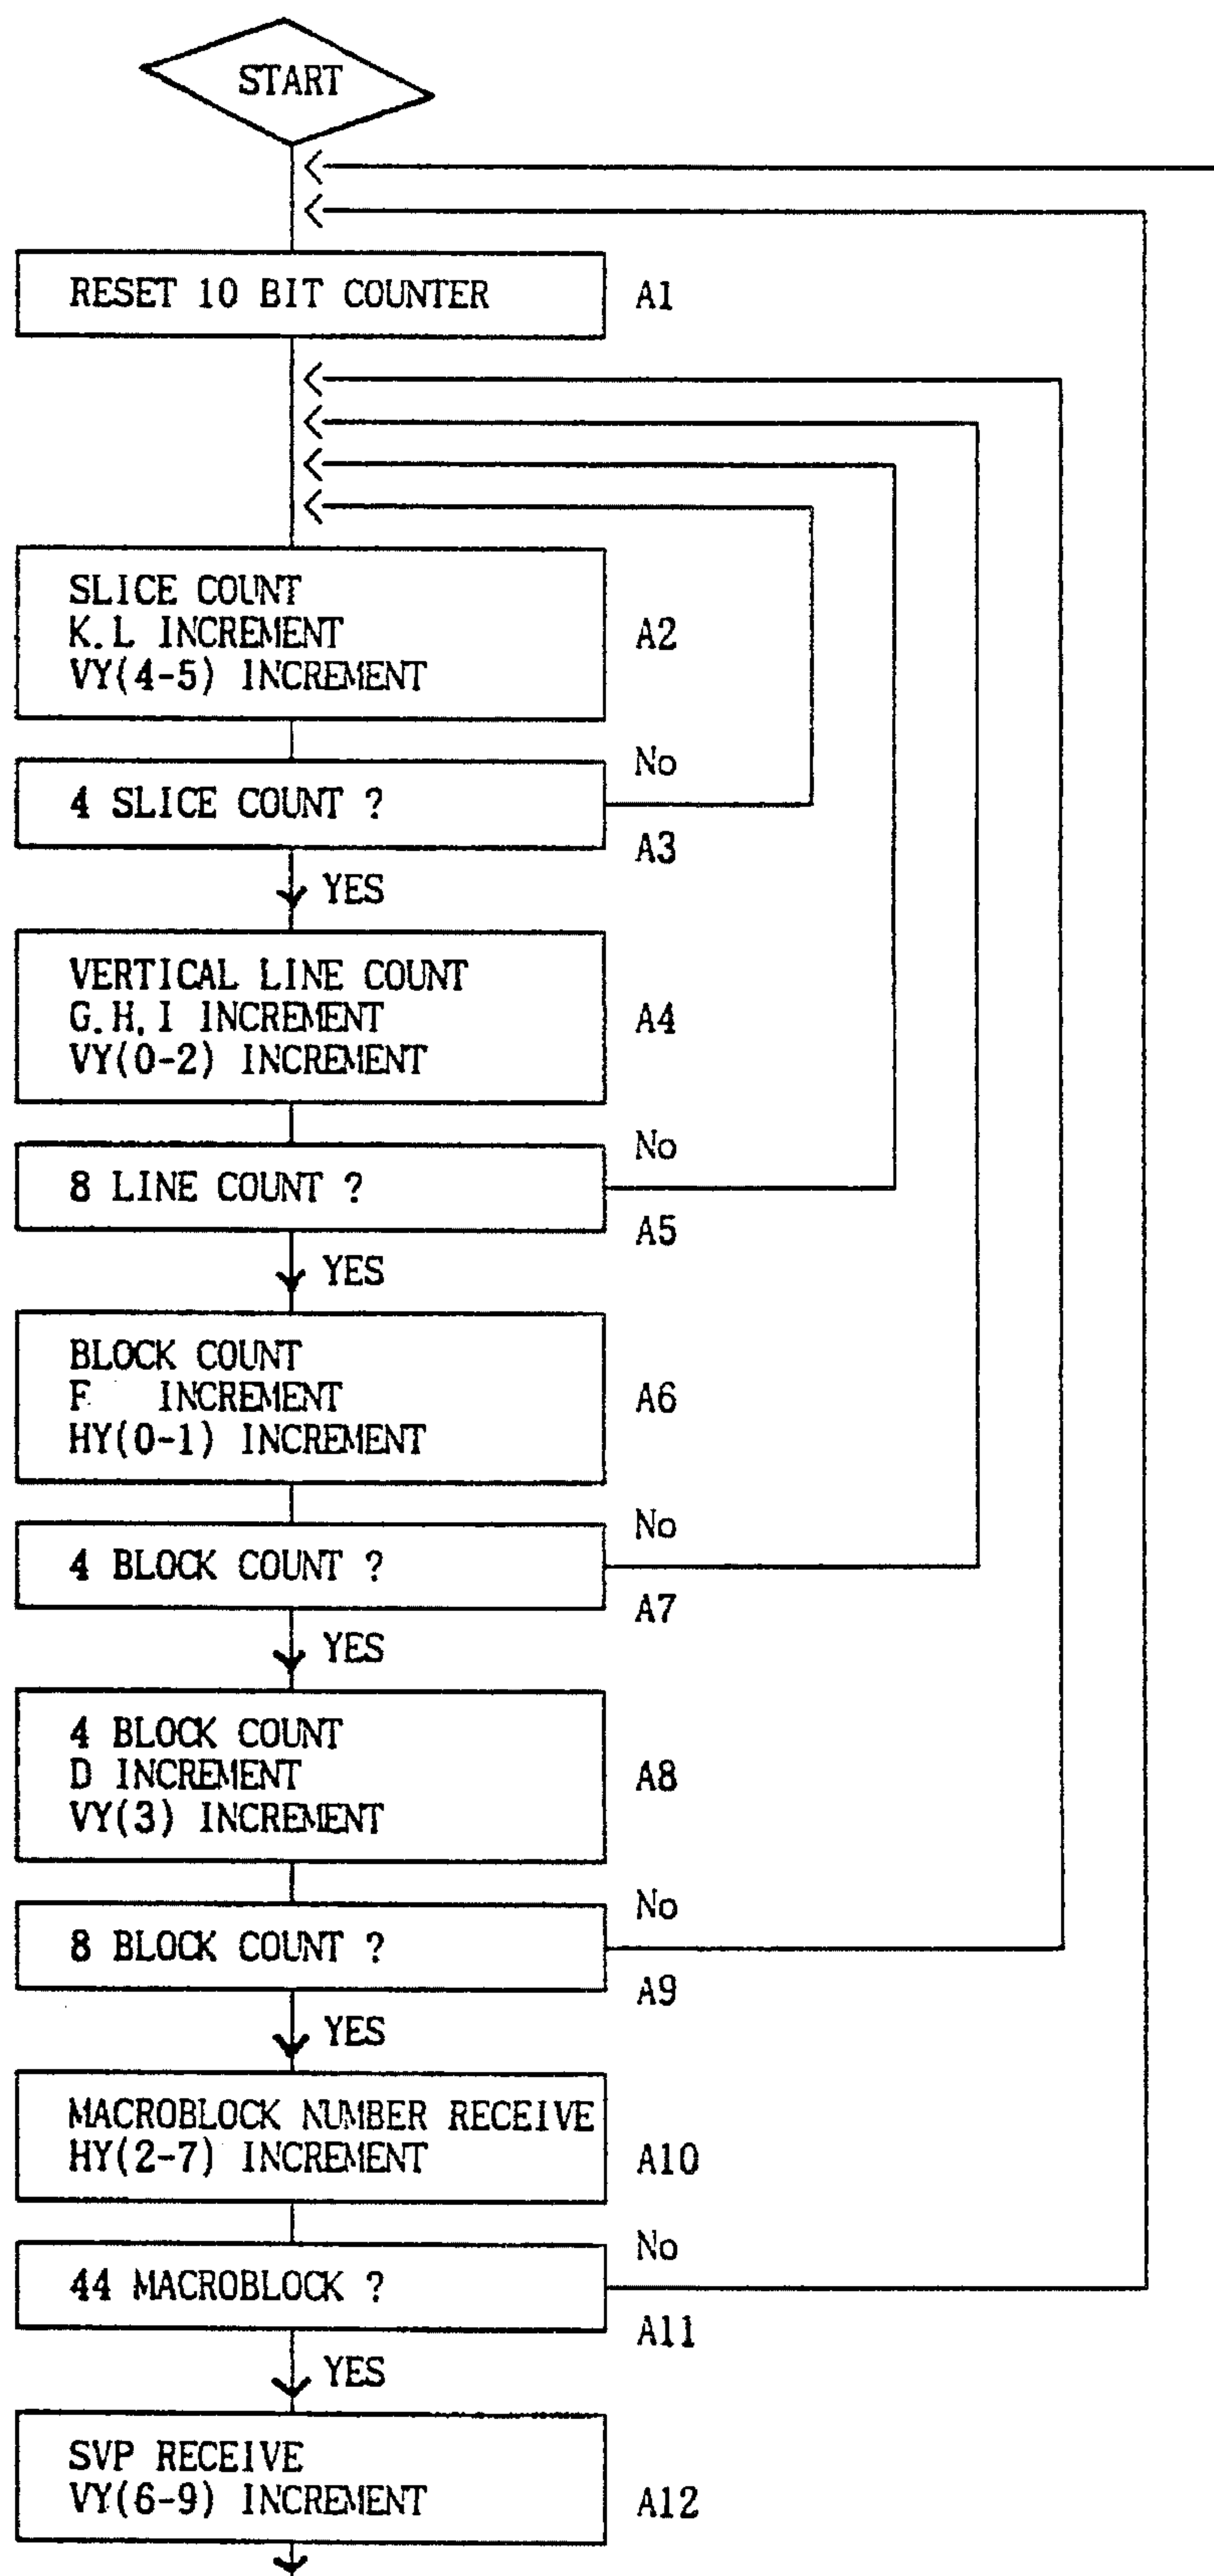 START
RESET 10 BIT COUNTER
A1
SLICE COUNT
K.L INCREMENT
VY(4-5) INCREMENT
A2
No
4 SLICE COUNT ?
A3
YES
VERTICAL LINE COUNT
G.H.I INCREMENT
VY(0-2) INCREMENT
A4
No
8 LINE COUNT ?
A5
YES
BLOCK COUNT
F INCREMENT
HY(0-1) INCREMENT
A6
No
4 BLOCK COUNT ?
A7
YES
4 BLOCK COUNT
D INCREMENT
VY(3) INCREMENT
A8
No
8 BLOCK COUNT ?
A9
YES
MACROBLOCK NUMBER RECEIVE
HY(2-7) INCREMENT
A10
No
44 MACROBLOCK ?
A11
YES
SVP RECEIVE
VY(6-9) INCREMENT
A12